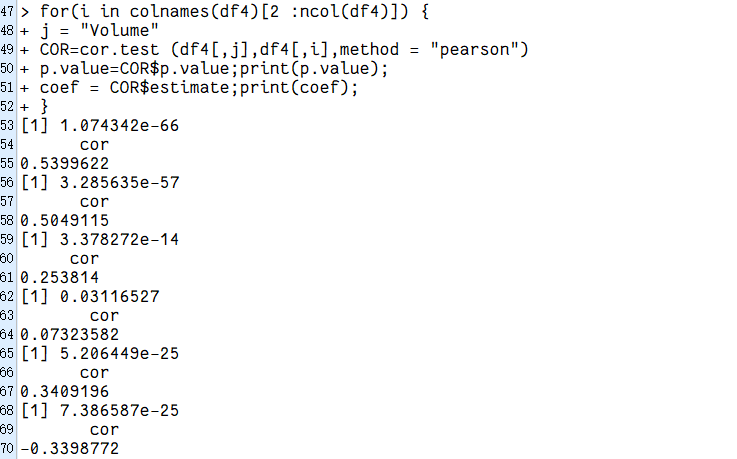 47 > for(i in colnames(df4)[2 :ncol(df4)]) {
48 + j = "Volume"
49 + COR=cor.test (df4[,j],df4[,i],method = "pearson")
50 + p.value=COR$p.value;print(p.value);
51 + coef = COR$estimate;print(coef);
52 + }
53 [1] 1.074342e-66
54       cor
55 0.5399622
56 [1] 3.285635e-57
57       cor
58 0.5049115
59 [1] 3.378272e-14
60      cor
61 0.253814
62 [1] 0.03116527
63        cor
64 0.07323582
65 [1] 5.206449e-25
66       cor
67 0.3409196
68 [1] 7.386587e-25
69        cor
70 -0.3398772